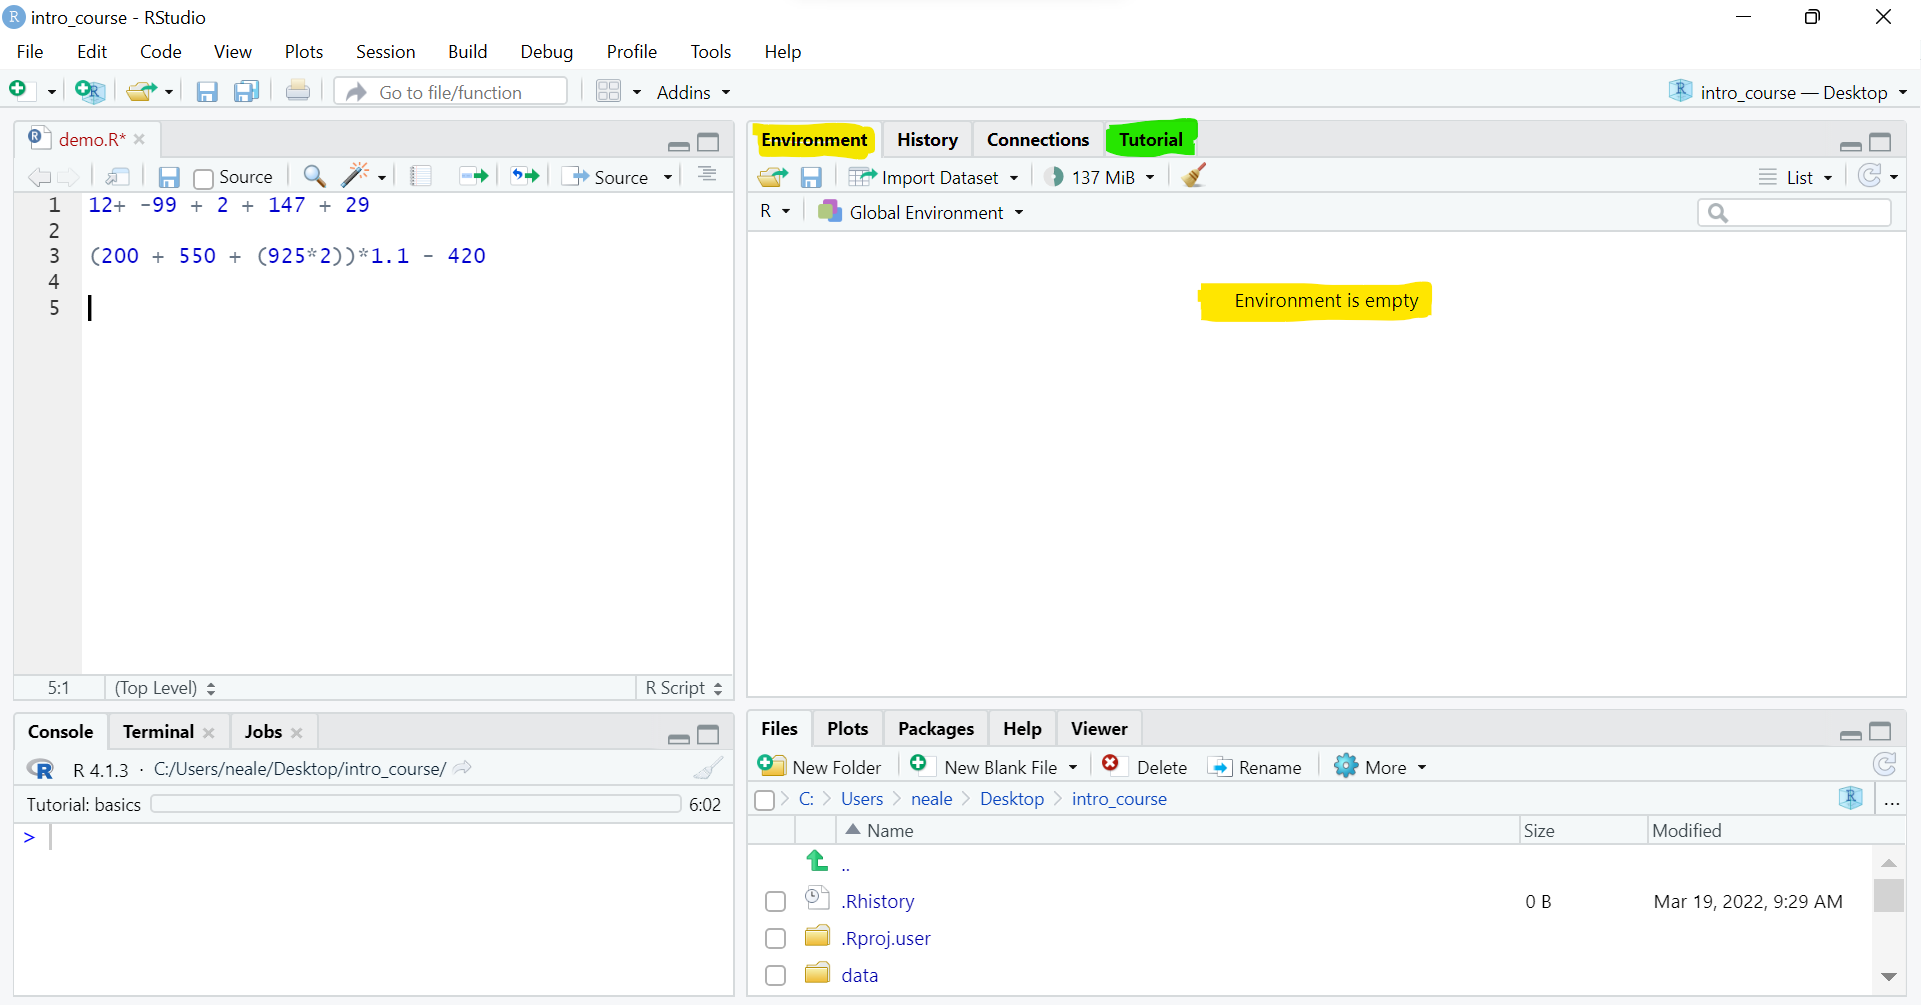 intro_course - RStudio
File Edit Code View Plots Session Build Debug Profile Tools Help
Go to file/function Addins intro_course — Desktop
demo.R*
Source Source
1 12+ -99 + 2 + 147 + 29
2
3 (200 + 550 + (925*2))*1.1 - 420
4
5
5:1 (Top Level) R Script
Console Terminal Jobs
R 4.1.3 · C:/Users/neale/Desktop/intro_course/
Tutorial: basics 6:02
>
Environment History Connections Tutorial
Import Dataset 137 MiB List
R Global Environment
Environment is empty
Files Plots Packages Help Viewer
New Folder New Blank File Delete Rename More
C: Users neale Desktop intro_course ...
Name Size Modified
..
.Rhistory 0 B Mar 19, 2022, 9:29 AM
.Rproj.user
data